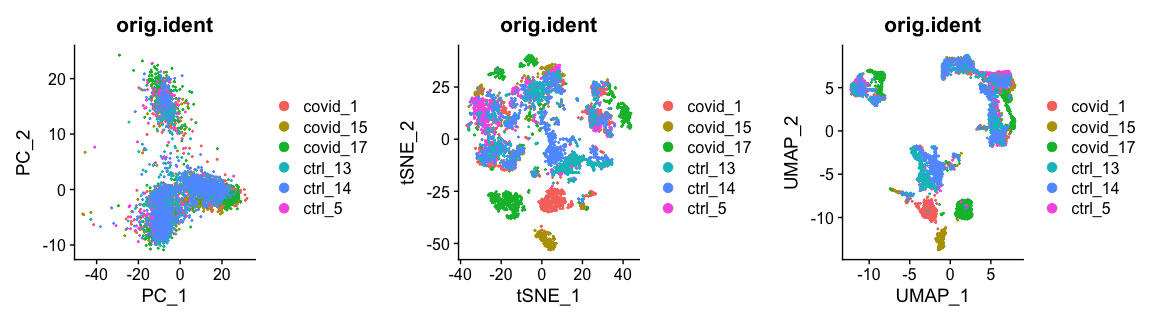 orig.ident
PC_2
20
10
0
-10
-40
-20
0
20
PC_1
covid_1
covid_15
covid_17
ctrl_13
ctrl_14
ctrl_5
orig.ident
tSNE_2
25
0
-25
-50
-40
-20
0
20
40
tSNE_1
covid_1
covid_15
covid_17
ctrl_13
ctrl_14
ctrl_5
orig.ident
UMAP_2
5
0
-5
-10
-10
-5
0
5
UMAP_1
covid_1
covid_15
covid_17
ctrl_13
ctrl_14
ctrl_5